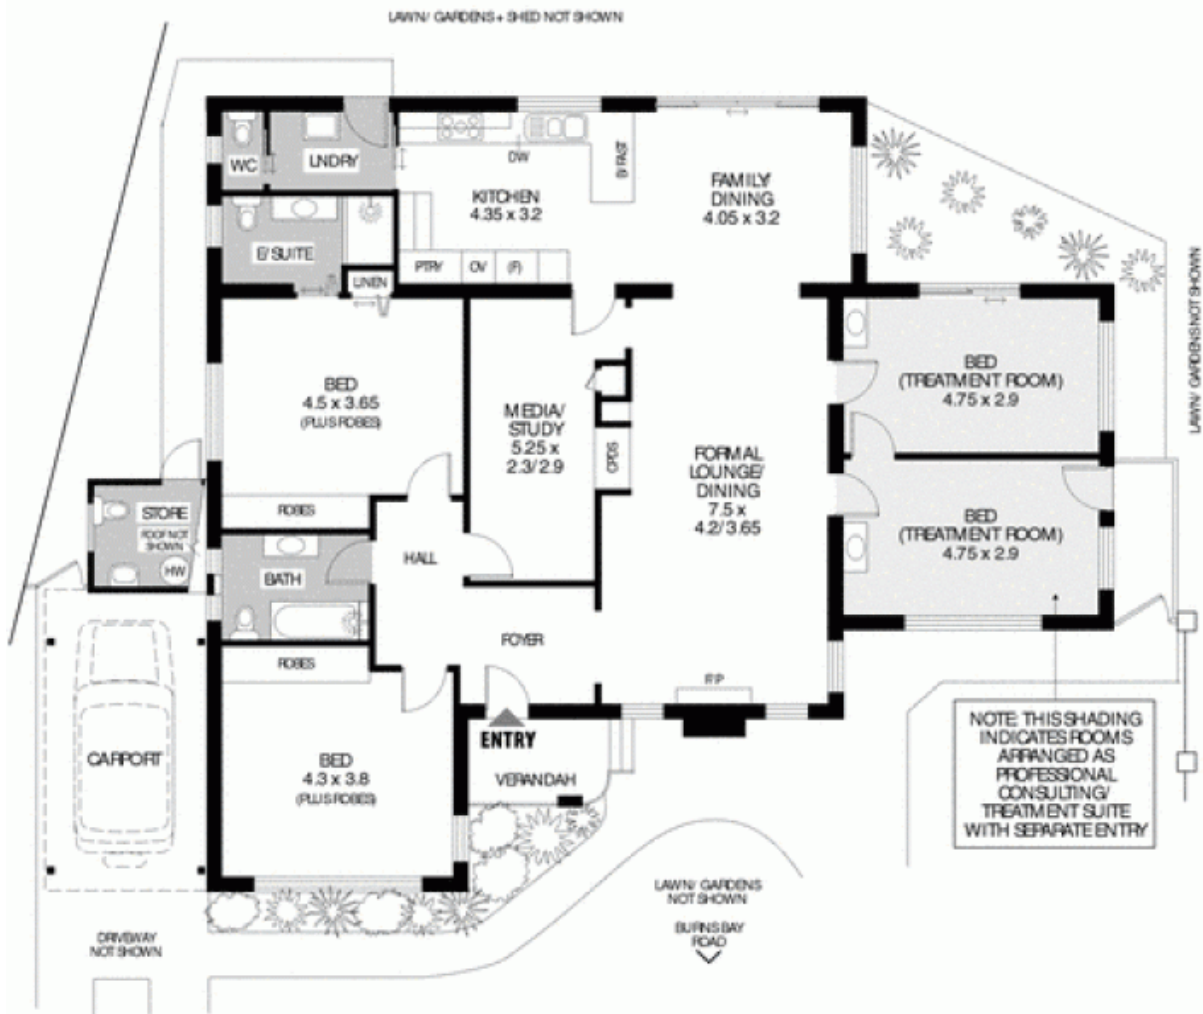 LAWN/ GARDENS + SHED NOT SHOWN
WC
LNDRY
DW
B/FAST
KITCHEN
4.35 x 3.2
FAMILY/
DINING
4.05 x 3.2
E/SUITE
PTRY
OV
(F)
LINEN
LAWN/ GARDENS NOT SHOWN
BED
4.5 x 3.65
(PLUS ROBES)
MEDIA/
STUDY
5.25 x
2.3/2.9
BED
(TREATMENT ROOM)
4.75 x 2.9
CPDS
FORMAL
LOUNGE/
DINING
7.5 x
4.2/3.65
ROBES
STORE
ROOF NOT
SHOWN
HW
BED
(TREATMENT ROOM)
4.75 x 2.9
BATH
HALL
FOYER
ROBES
F/P
ENTRY
CARPORT
BED
4.3 x 3.8
(PLUS ROBES)
VERANDAH
NOTE: THIS SHADING
INDICATES ROOMS
ARRANGED AS
PROFESSIONAL
CONSULTING/
TREATMENT SUITE
WITH SEPARATE ENTRY
LAWN/ GARDENS
NOT SHOWN
BURNS BAY
ROAD
DRIVEWAY
NOT SHOWN